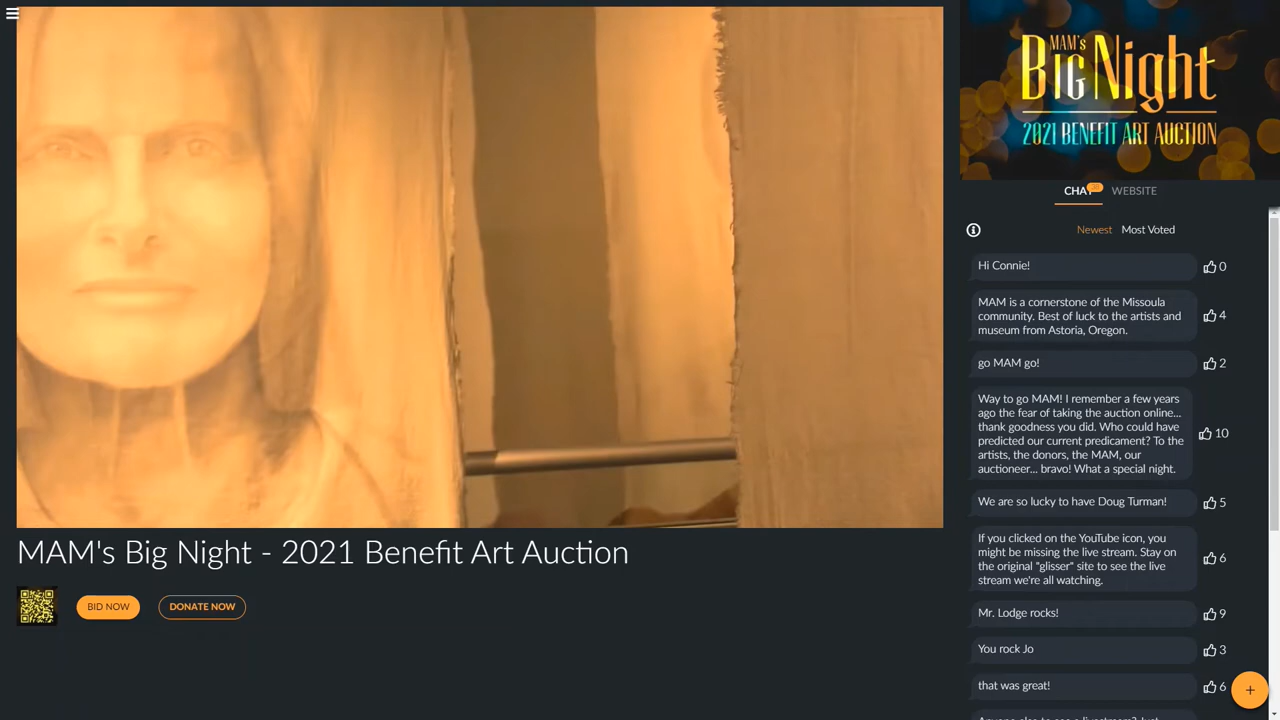 MAM's
Big Night
2021 BENEFIT ART AUCTION
CHAT
WEBSITE
Newest
Most Voted
Hi Connie!
0
MAM is a cornerstone of the Missoula
community. Best of luck to the artists and
museum from Astoria, Oregon.
4
go MAM go!
2
Way to go MAM! I remember a few years
ago the fear of taking the auction online...
thank goodness you did. Who could have
predicted our current predicament? To the
artists, the donors, the MAM, our
auctioneer... bravo! What a special night.
10
We are so lucky to have Doug Turman!
5
If you clicked on the YouTube icon, you
might be missing the live stream. Stay on
the original "glisser" site to see the live
stream we're all watching.
6
Mr. Lodge rocks!
9
You rock Jo
3
that was great!
6
MAM's Big Night - 2021 Benefit Art Auction
BID NOW
DONATE NOW